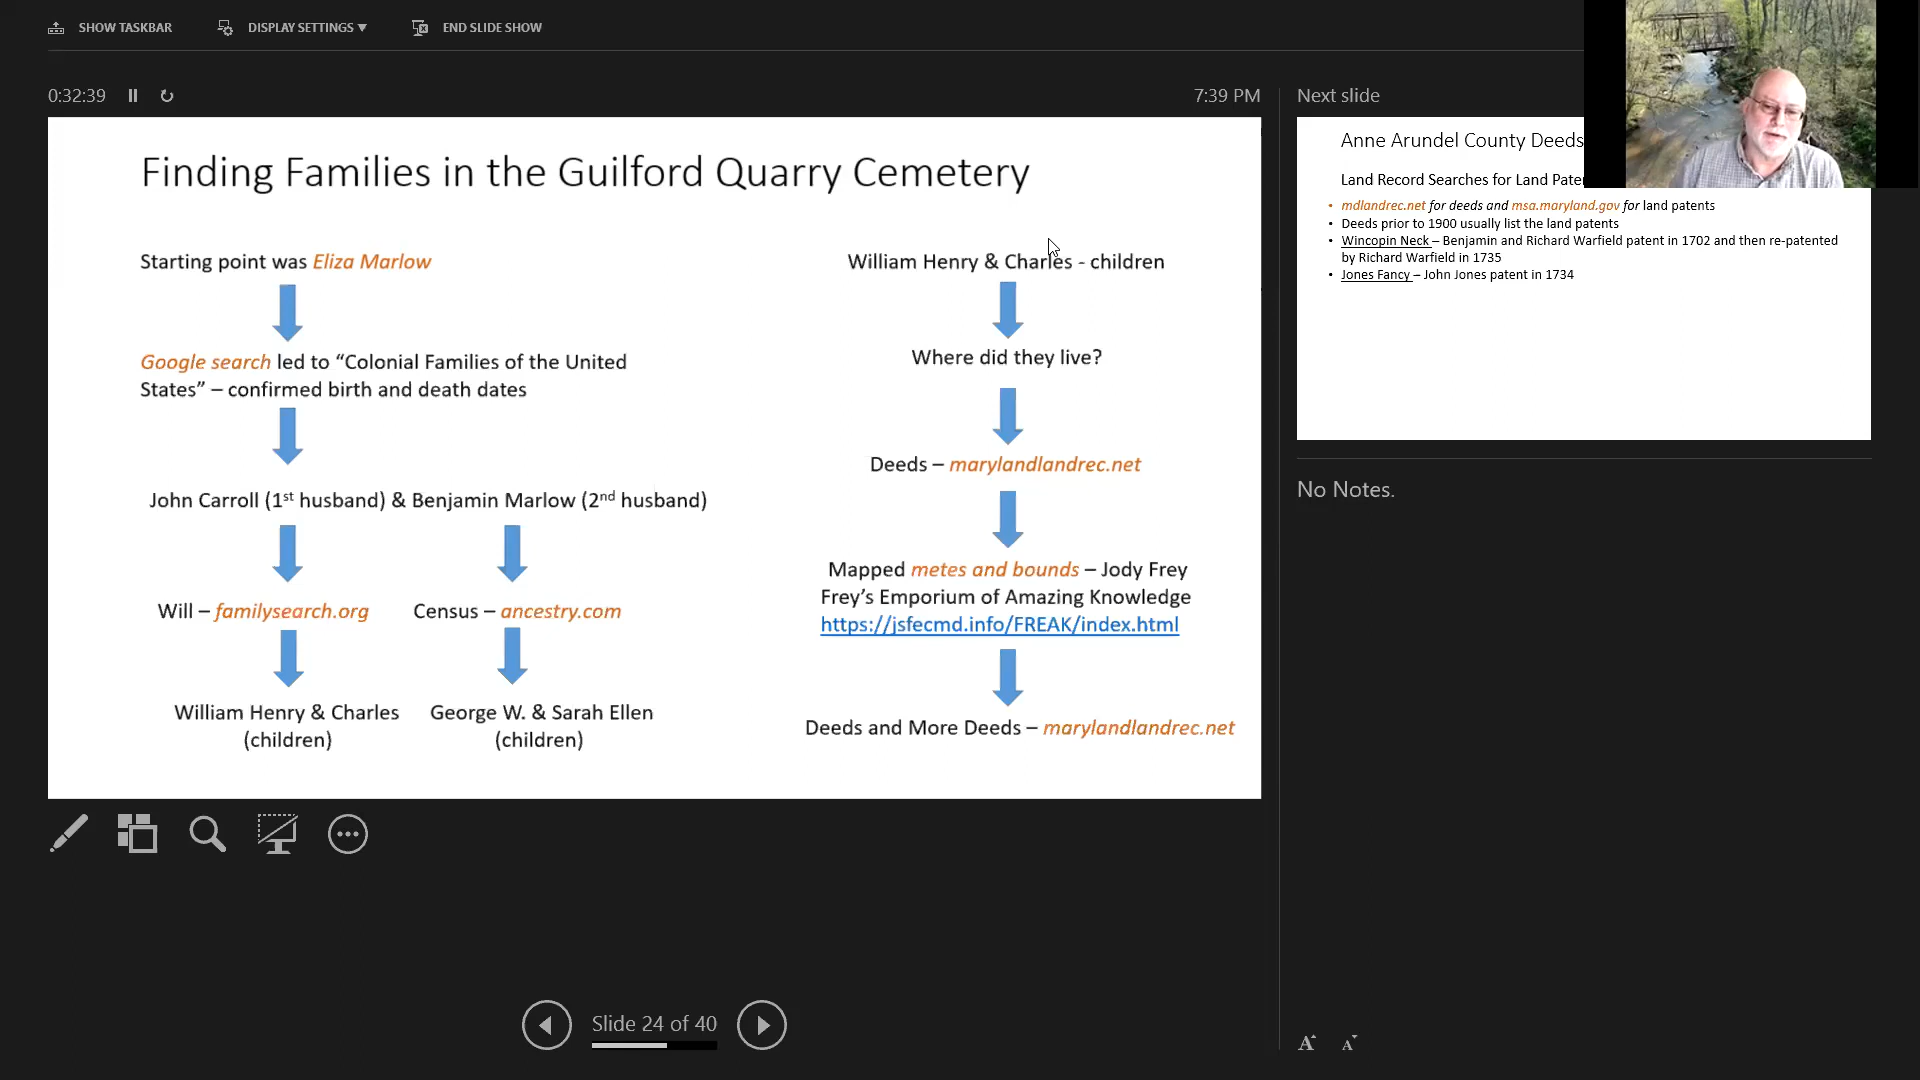 SHOW TASKBAR
DISPLAY SETTINGS ▼
END SLIDE SHOW
0:32:39
7:39 PM
Next slide
Finding Families in the Guilford Quarry Cemetery
Starting point was Eliza Marlow
Google search led to “Colonial Families of the United
States” – confirmed birth and death dates
John Carroll (1st husband) & Benjamin Marlow (2nd husband)
Will – familysearch.org
Census – ancestry.com
William Henry & Charles
(children)
George W. & Sarah Ellen
(children)
William Henry & Charles - children
Where did they live?
Deeds – marylandlandrec.net
Mapped metes and bounds – Jody Frey
Frey’s Emporium of Amazing Knowledge
https://jsfecmd.info/FREAK/index.html
Deeds and More Deeds – marylandlandrec.net
Anne Arundel County Deeds
Land Record Searches for Land
• mdlandrec.net for deeds and msa.maryland.gov for land patents
• Deeds prior to 1900 usually list the land patents
• Wincopin Neck – Benjamin and Richard Warfield patent in 1702 and then re-patented
by Richard Warfield in 1735
• Jones Fancy – John Jones patent in 1734
No Notes.
Slide 24 of 40
A A